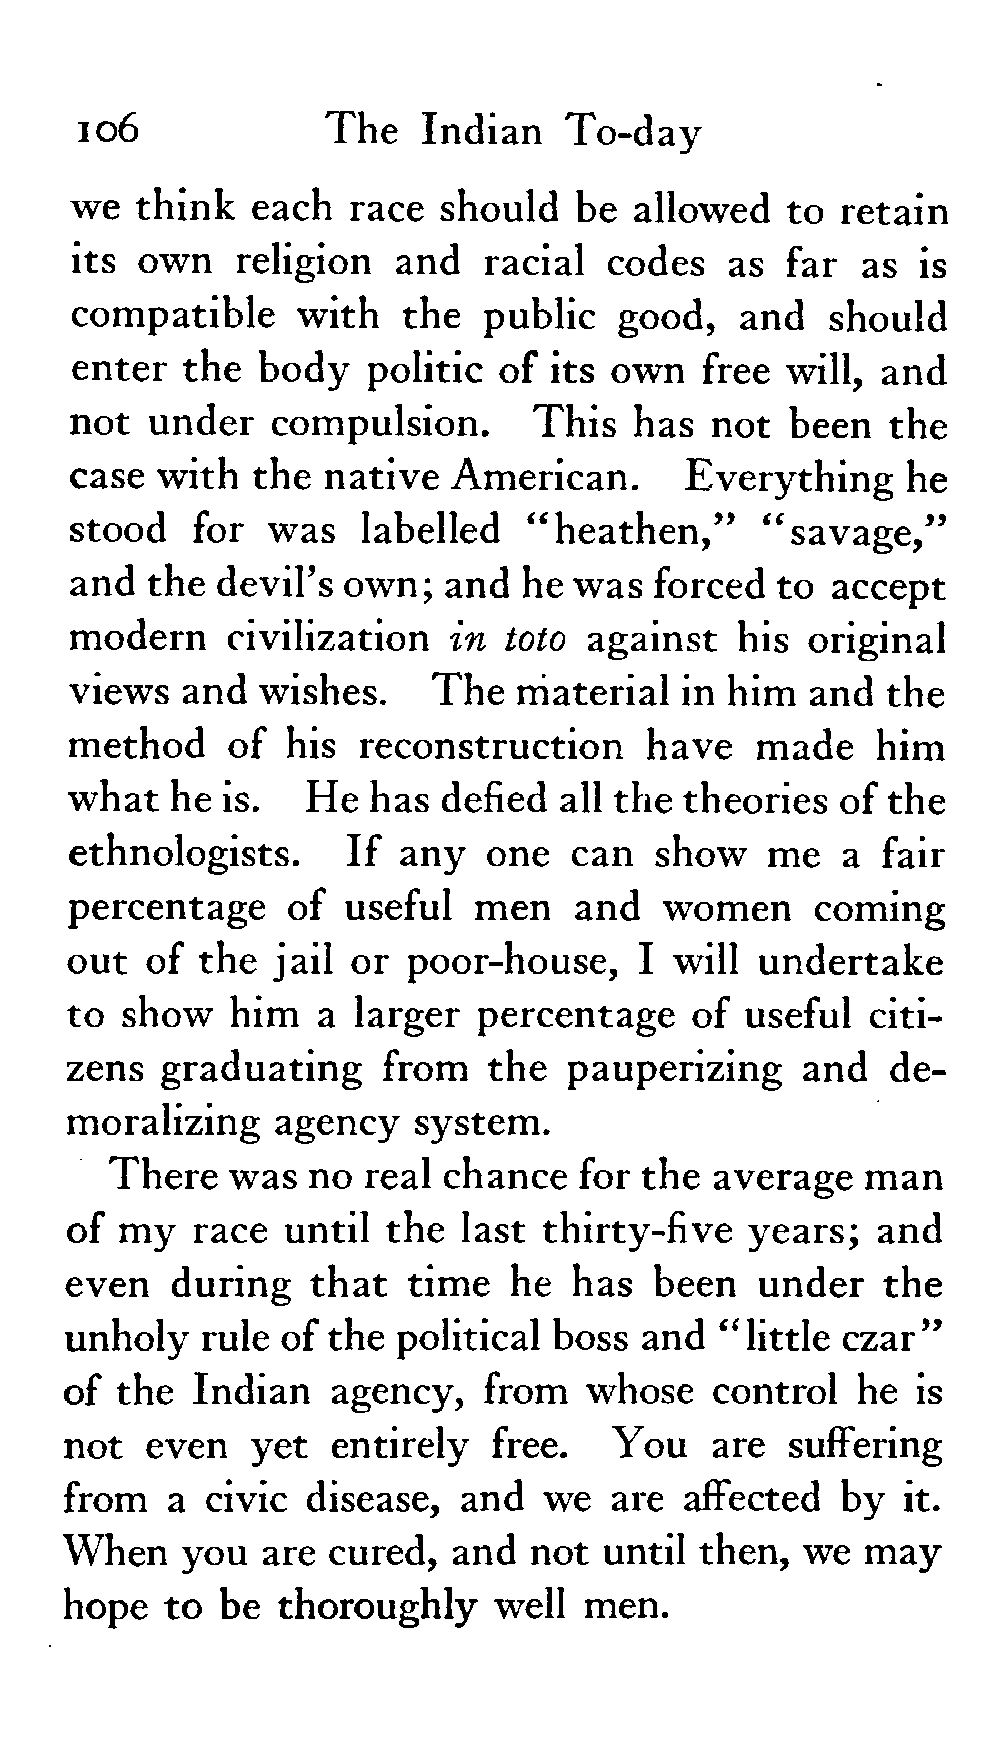 106 The Indian To-day
we think each race should be allowed to retain
its own religion and racial codes as far as is
compatible with the public good, and should
enter the body politic of its own free will, and
not under compulsion. This has not been the
case with the native American. Everything he
stood for was labelled "heathen," "savage,"
and the devil's own; and he was forced to accept
modern civilization in toto against his original
views and wishes. The material in him and the
method of his reconstruction have made him
what he is. He has defied all the theories of the
ethnologists. If any one can show me a fair
percentage of useful men and women coming
out of the jail or poor-house, I will undertake
to show him a larger percentage of useful citi-
zens graduating from the pauperizing and de-
moralizing agency system.
There was no real chance for the average man
of my race until the last thirty-five years; and
even during that time he has been under the
unholy rule of the political boss and "little czar"
of the Indian agency, from whose control he is
not even yet entirely free. You are suffering
from a civic disease, and we are affected by it.
When you are cured, and not until then, we may
hope to be thoroughly well men.